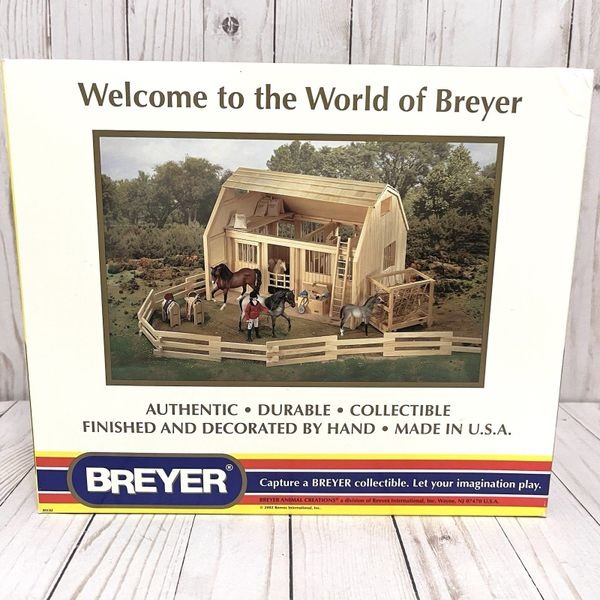 Welcome to the World of Breyer
AUTHENTIC • DURABLE • COLLECTIBLE
FINISHED AND DECORATED BY HAND • MADE IN U.S.A.
BREYER®
Capture a BREYER collectible. Let your imagination play.
BREYER ANIMAL CREATIONS® a division of Reeves International, Inc. Wayne, NJ 07470 U.S.A.
© 2002 Reeves International, Inc.